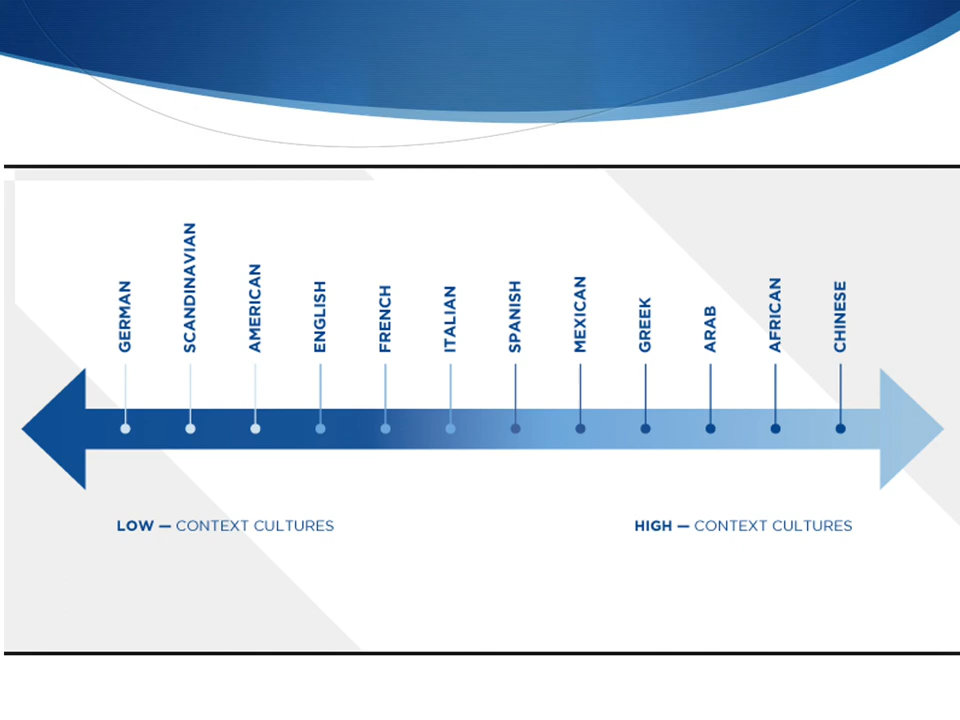 GERMAN
SCANDINAVIAN
AMERICAN
ENGLISH
FRENCH
ITALIAN
SPANISH
MEXICAN
GREEK
ARAB
AFRICAN
CHINESE
LOW — CONTEXT CULTURES
HIGH — CONTEXT CULTURES